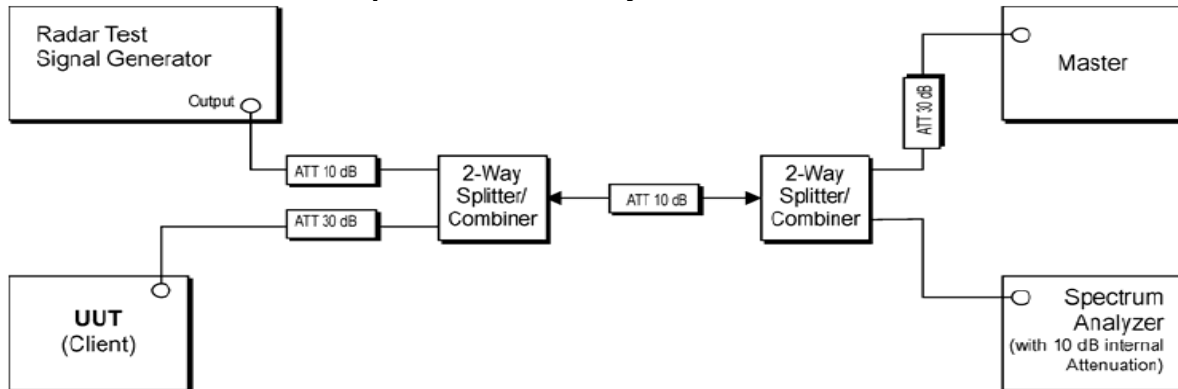 Radar Test
Signal Generator
Output
ATT 10 dB
ATT 30 dB
2-Way
Splitter/
Combiner
ATT 10 dB
2-Way
Splitter/
Combiner
ATT 30 dB
Master
UUT
(Client)
Spectrum
Analyzer
(with 10 dB internal
Attenuation)